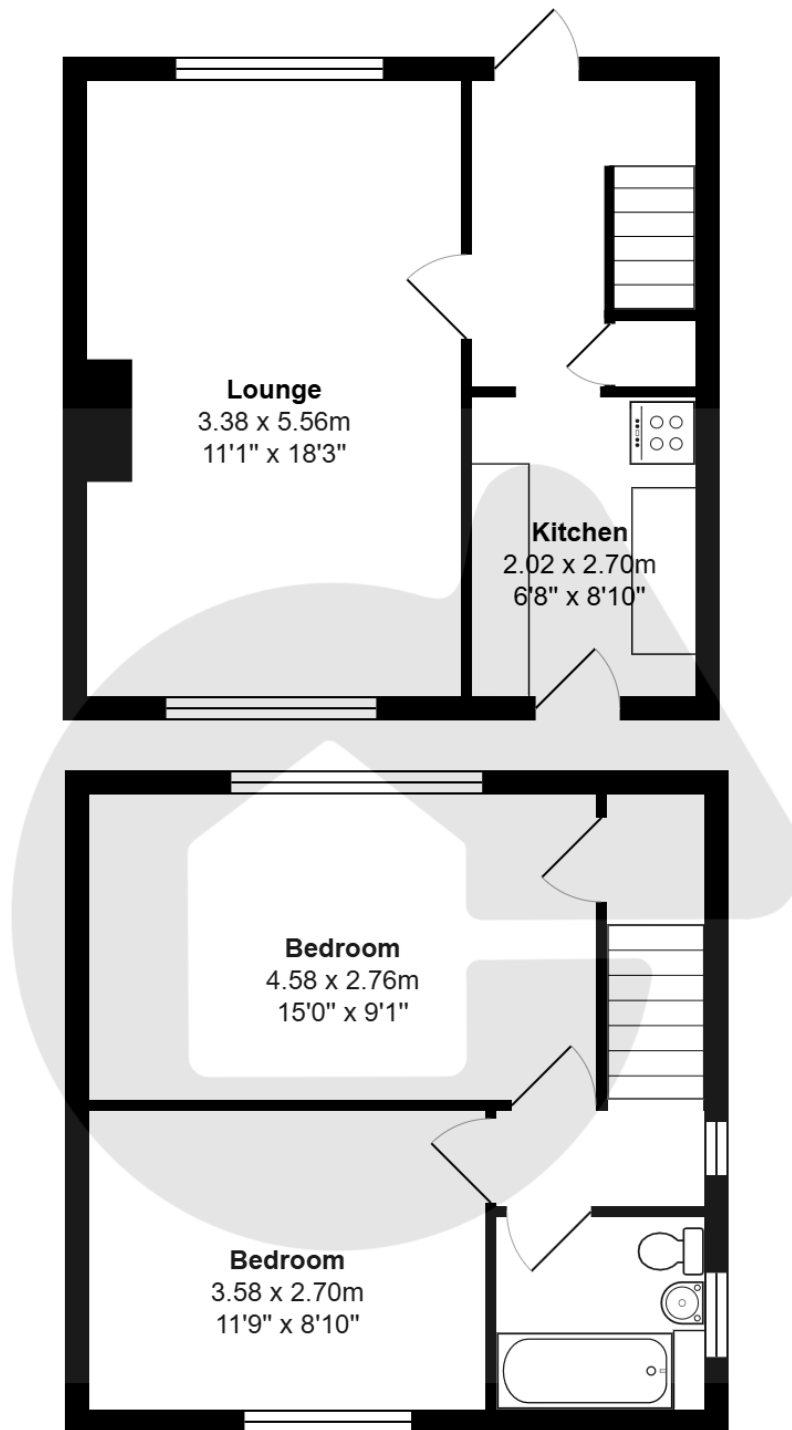 Lounge
3.38 x 5.56m
11'1" x 18'3"
Kitchen
2.02 x 2.70m
6'8" x 8'10"
Bedroom
4.58 x 2.76m
15'0" x 9'1"
Bedroom
3.58 x 2.70m
11'9" x 8'10"